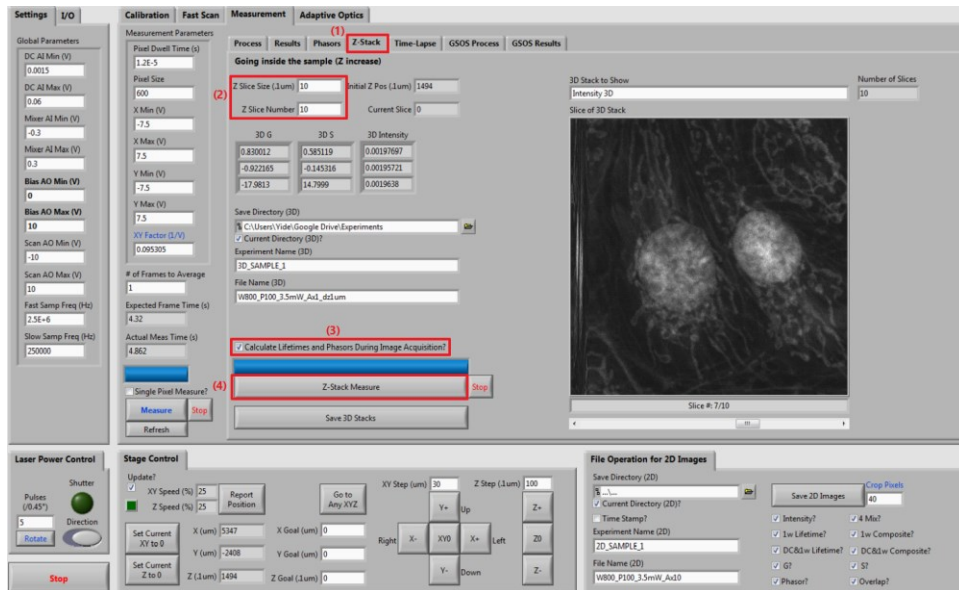 Settings I/O
Global Parameters
DC AI Min (V)
0.0015
DC AI Max (V)
0.06
Mixer AI Min (V)
-0.3
Mixer AI Max (V)
0.3
Bias AO Min (V)
0
Bias AO Max (V)
10
Scan AO Min (V)
-10
Scan AO Max (V)
10
Fast Samp Freq (Hz)
2.5E+6
Slow Samp Freq (Hz)
250000
Calibration Fast Scan Measurement Adaptive Optics
Measurement Parameters
Pixel Dwell Time (s)
1.2E-5
Pixel Size
600
X Min (V)
-7.5
X Max (V)
7.5
Y Min (V)
-7.5
Y Max (V)
7.5
XY Factor (1/V)
0.095305
# of Frames to Average
1
Expected Frame Time (s)
4.32
Actual Meas Time (s)
4.862
Single Pixel Measure?
Measure Stop
Refresh
(1)
Process Results Phasors Z-Stack Time-Lapse GSOS Process GSOS Results
Going inside the sample (Z increase)
(2)
Z Slice Size (.1um) 10 Initial Z Pos (.1um) 1494
Z Slice Number 10 Current Slice 0
3D G 3D S 3D Intensity
0.830012 0.585119 0.00197697
-0.922165 -0.145316 0.00195721
-17.9813 14.7999 0.0019638
Save Directory (3D)
C:\Users\Yide\Google Drive\Experiments
Current Directory (3D)?
Experiment Name (3D)
3D_SAMPLE_1
File Name (3D)
W800_P100_3.5mW_Ax1_dz1um
(3)
Calculate Lifetimes and Phasors During Image Acquisition?
(4)
Z-Stack Measure Stop
Save 3D Stacks
3D Stack to Show
Intensity 3D
Number of Slices
10
Slice of 3D Stack
Slice #: 7/10
Laser Power Control
Shutter
Pulses
(/0.45°)
5
Direction
Rotate
Stop
Stage Control
Update?
XY Speed (%) 25
Z Speed (%) 25
Report
Position
Go to
Any XYZ
Set Current
XY to 0
Set Current
Z to 0
X (um) 5347 X Goal (um) 0
Y (um) -2408 Y Goal (um) 0
Z (.1um) 1494 Z Goal (.1um) 0
XY Step (um) 30 Z Step (.1um) 100
Y+ Up Z+
Right X- XY0 X+ Left Z0
Y- Down Z-
File Operation for 2D Images
Save Directory (2D)
..\..
Current Directory (2D)?
Time Stamp?
Experiment Name (2D)
2D_SAMPLE_1
File Name (2D)
W800_P100_3.5mW_Ax10
Save 2D Images
Crop Pixels
40
Intensity? 4 Mix?
1w Lifetime? 1w Composite?
DC&1w Lifetime? DC&1w Composite?
G? S?
Phasor? Overlap?